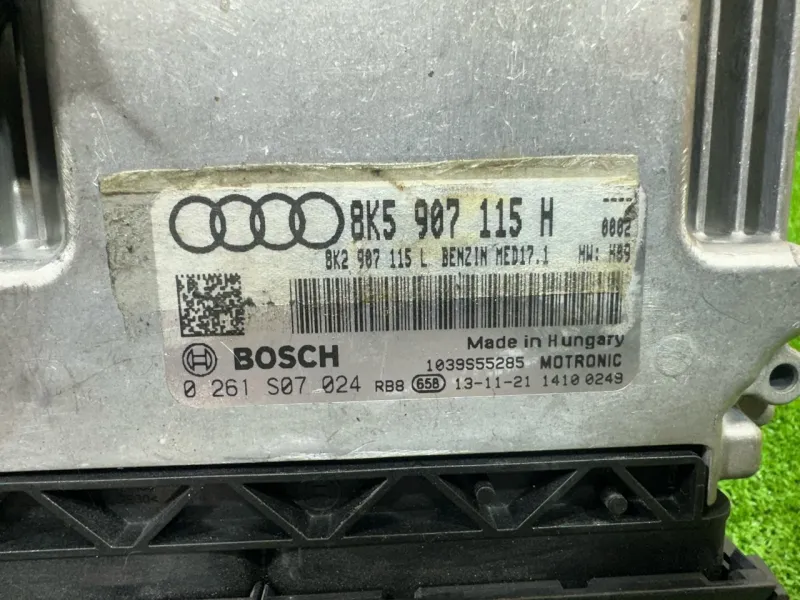 8K5 907 115 H ----
0002
8K2 907 115 L BENZIN MED17.1 HW: H09
Made in Hungary
BOSCH 1039S55285 MOTRONIC
0 261 S07 024 RB8 65B 13-11-21 1410 0249